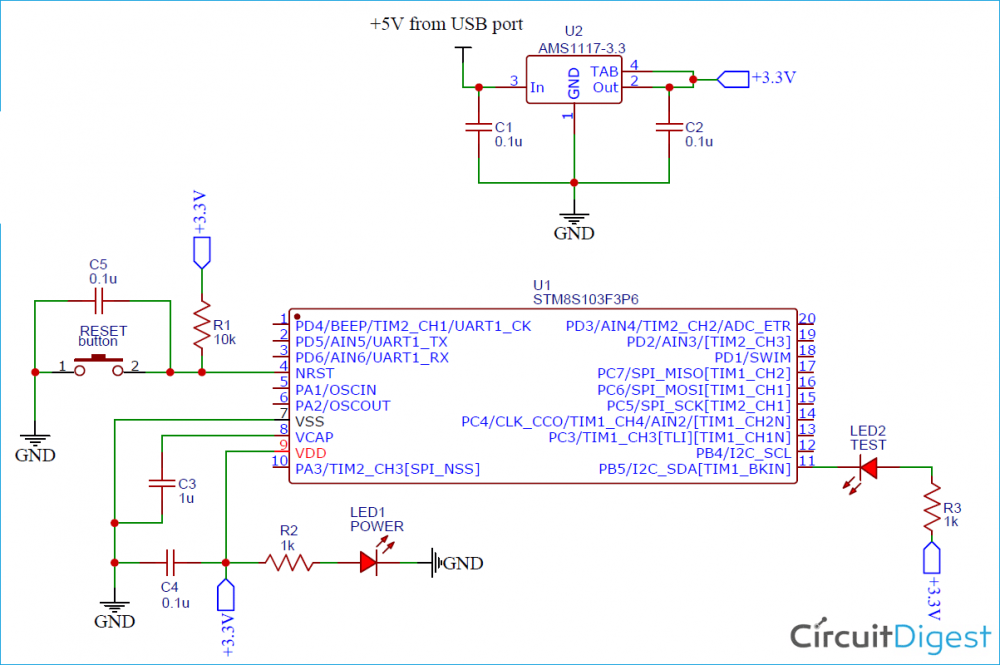 +5V from USB port
U2
AMS1117-3.3
3
In
GND
1
TAB
4
Out
2
+3.3V
C1
0.1u
C2
0.1u
GND
+3.3V
C5
0.1u
RESET
button
1
2
R1
10k
GND
U1
STM8S103F3P6
1 PD4/BEEP/TIM2_CH1/UART1_CK
2 PD5/AIN5/UART1_TX
3 PD6/AIN6/UART1_RX
4 NRST
5 PA1/OSCIN
6 PA2/OSCOUT
7 VSS
8 VCAP
9 VDD
10 PA3/TIM2_CH3[SPI_NSS]
PD3/AIN4/TIM2_CH2/ADC_ETR 20
PD2/AIN3/[TIM2_CH3] 19
PD1/SWIM 18
PC7/SPI_MISO[TIM1_CH2] 17
PC6/SPI_MOSI[TIM1_CH1] 16
PC5/SPI_SCK[TIM2_CH1] 15
PC4/CLK_CCO/TIM1_CH4/AIN2/[TIM1_CH2N] 14
PC3/TIM1_CH3[TLI][TIM1_CH1N] 13
PB4/I2C_SCL 12
PB5/I2C_SDA[TIM1_BKIN] 11
C3
1u
C4
0.1u
GND
+3.3V
R2
1k
LED1
POWER
GND
LED2
TEST
R3
1k
+3.3V
CircuitDigest